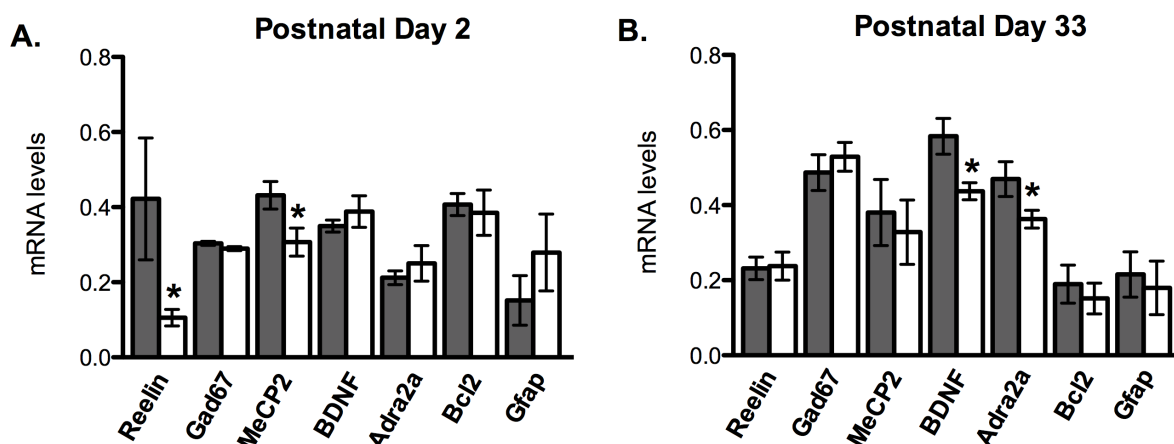 A.
Postnatal Day 2
mRNA levels
0.8
0.6
0.4
0.2
0.0
*
*
Reelin
Gad67
MeCP2
BDNF
Adra2a
Bcl2
Gfap
B.
Postnatal Day 33
mRNA levels
0.8
0.6
0.4
0.2
0.0
*
*
Reelin
Gad67
MeCP2
BDNF
Adra2a
Bcl2
Gfap